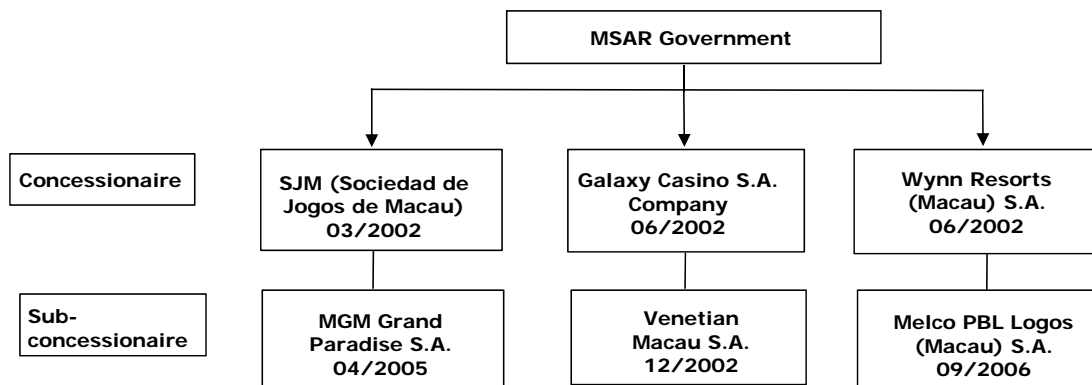 MSAR Government
Concessionaire
SJM (Sociedad de
Jogos de Macau)
03/2002
Galaxy Casino S.A.
Company
06/2002
Wynn Resorts
(Macau) S.A.
06/2002
Sub-
concessionaire
MGM Grand
Paradise S.A.
04/2005
Venetian
Macau S.A.
12/2002
Melco PBL Logos
(Macau) S.A.
09/2006